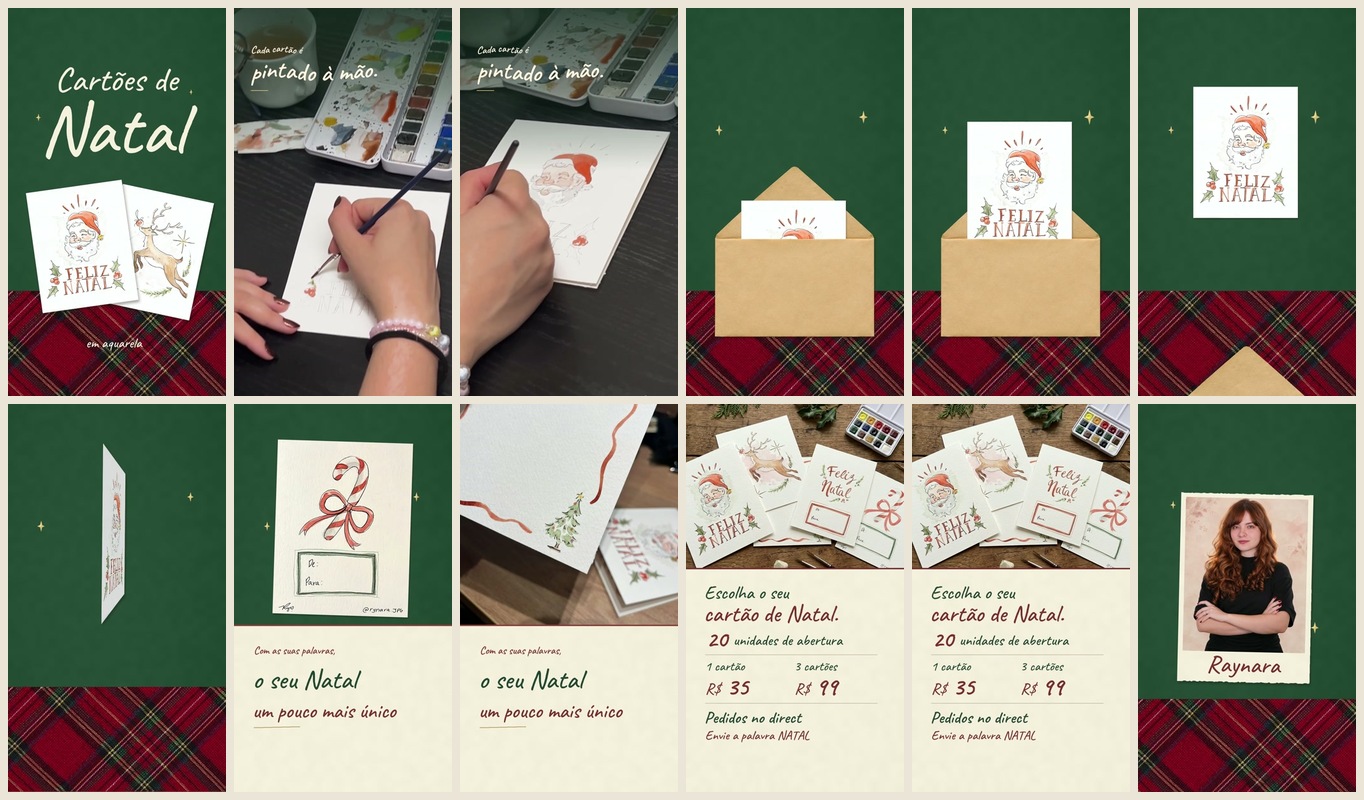 Cartões de
Natal
FELIZ
NATAL
em aquarela
Cada cartão é
pintado à mão.
Cada cartão é
pintado à mão.
FELIZ
NATAL
FELIZ
NATAL
De:
Para:
Com as suas palavras,
o seu Natal
um pouco mais único
Com as suas palavras,
o seu Natal
um pouco mais único
FELIZ
NATAL
Feliz
Natal
Escolha o seu
cartão de Natal.
20 unidades de abertura
1 cartão
3 cartões
R$ 35
R$ 99
Pedidos no direct
Envie a palavra NATAL
FELIZ
NATAL
Feliz
Natal
Escolha o seu
cartão de Natal.
20 unidades de abertura
1 cartão
3 cartões
R$ 35
R$ 99
Pedidos no direct
Envie a palavra NATAL
Raynara